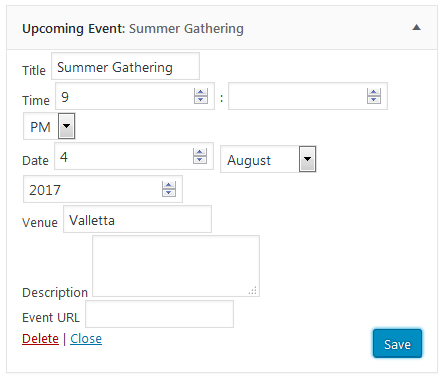 Upcoming Event: Summer Gathering
Title Summer Gathering
Time 9 :
PM
Date 4 August
2017
Venue Valletta
Description
Event URL
Delete | Close Save